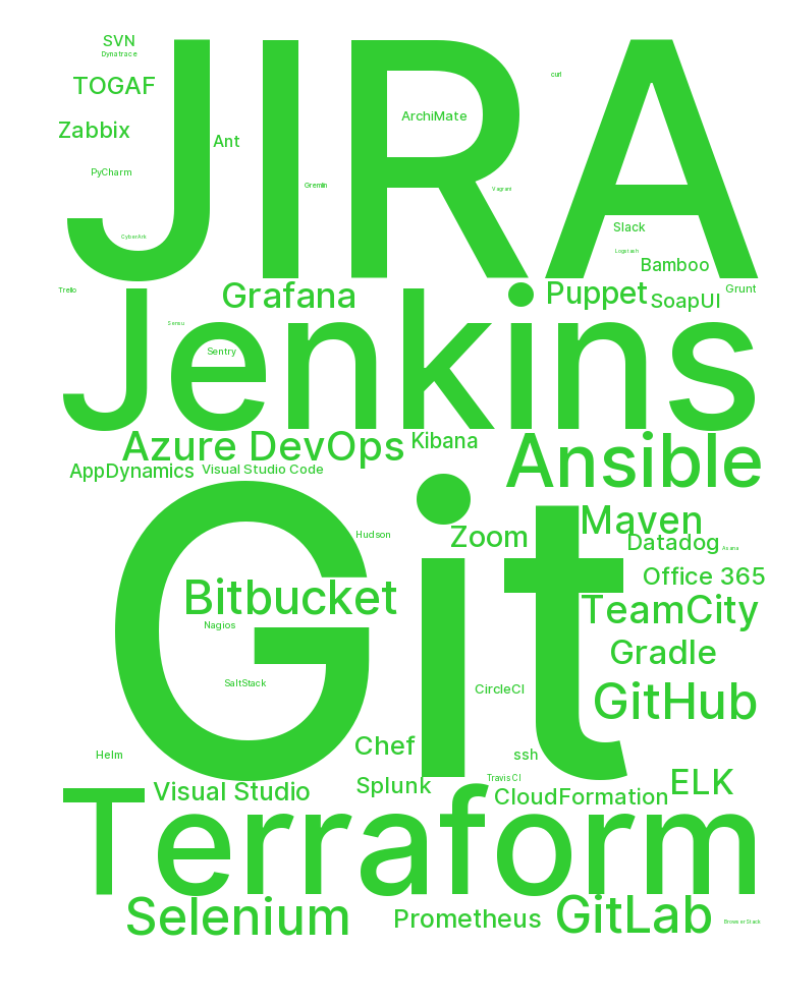 SVN
Dynatrace
JIRA
TOGAF
curl
ArchiMate
Zabbix
Ant
PyCharm
Gremlin
Vagrant
CyberArk
Slack
Logstash
Bamboo
Trello
Grafana
Puppet
SoapUI
Grunt
Jenkins
Sensu
Sentry
Azure DevOps
Kibana
Ansible
AppDynamics
Visual Studio Code
Git
Hudson
Zoom
Maven
Datadog
Asana
Office 365
Bitbucket
TeamCity
Nagios
Gradle
SaltStack
CircleCI
GitHub
Chef
Helm
ssh
Visual Studio
Splunk
Travis CI
CloudFormation
ELK
Terraform
Selenium
Prometheus
GitLab
BrowserStack